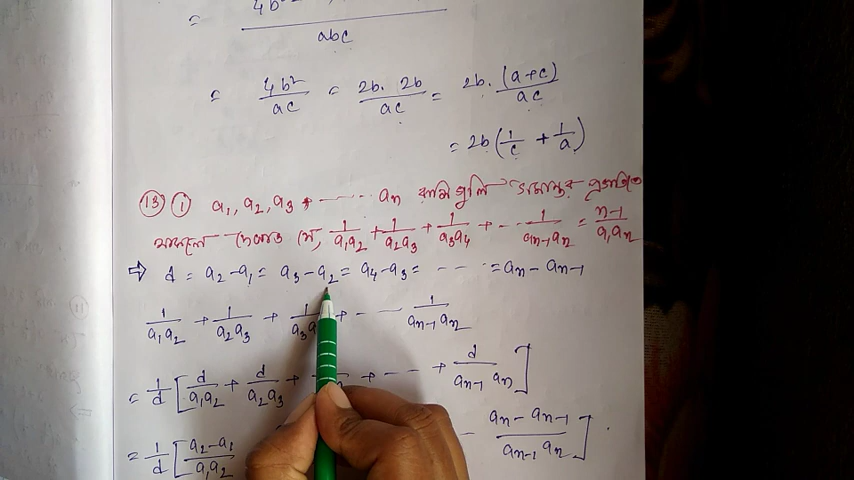 = 4b² / abc
= 4b²/ac = 2b. 2b/ac = 2b. (a+c)/ac
= 2b(1/c + 1/a)
(13) (i) a₁, a₂, a₃, ---- aₙ রাশিগুলি সমান্তর প্রগতিতে
থাকলে দেখাও যে, 1/a₁a₂ + 1/a₂a₃ + 1/a₃a₄ + -- 1/aₙ₋₁aₙ = n-1/a₁aₙ
⇒ d = a₂-a₁ = a₃-a₂ = a₄-a₃ = - -- = aₙ - aₙ₋₁
1/a₁a₂ + 1/a₂a₃ + 1/a₃a + - --- 1/aₙ₋₁aₙ
= 1/d [d/a₁a₂ + d/a₂a₃ + + --- + d/aₙ₋₁aₙ]
= 1/d [a₂-a₁/a₁a₂ - aₙ-aₙ₋₁/aₙ₋₁aₙ]